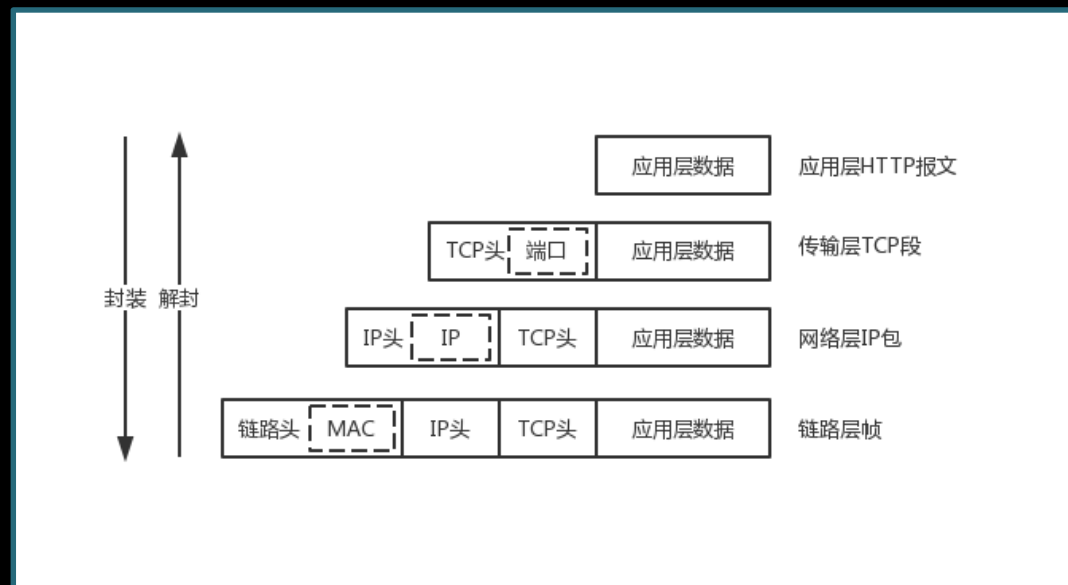 应用层数据 应用层HTTP报文
TCP头 端口 应用层数据 传输层TCP段
封装 解封
IP头 IP TCP头 应用层数据 网络层IP包
链路头 MAC IP头 TCP头 应用层数据 链路层帧